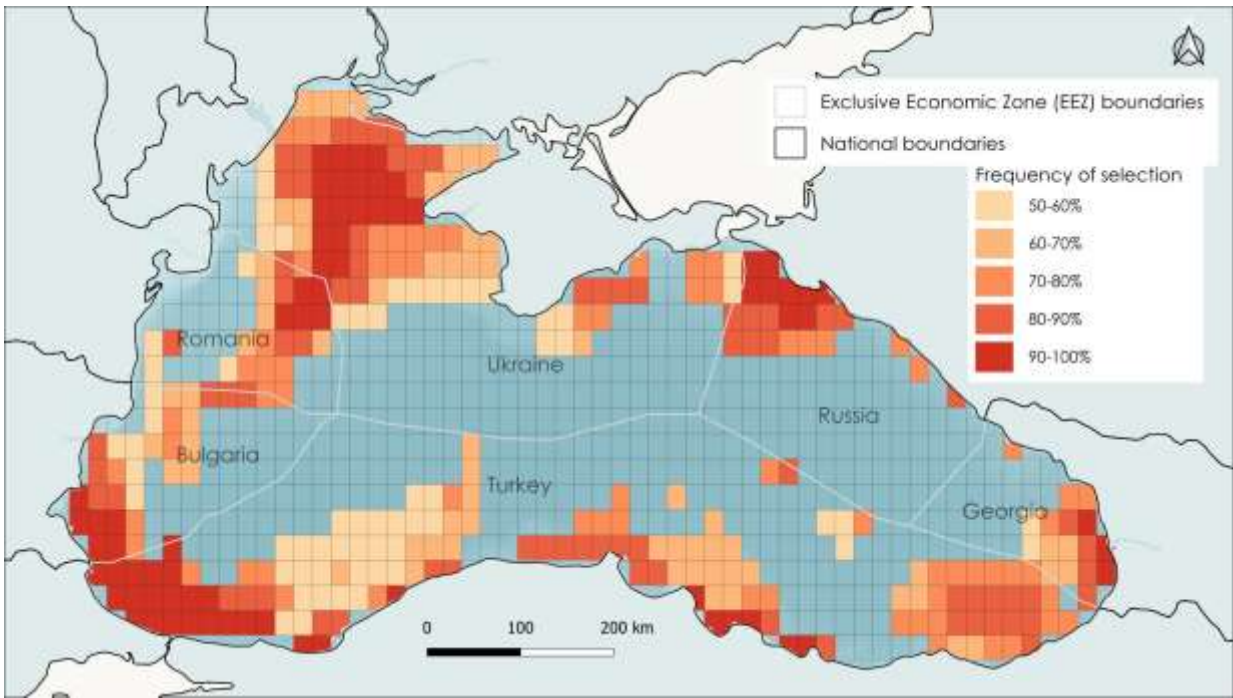 Exclusive Economic Zone (EEZ) boundaries
National boundaries
Frequency of selection
50-60%
60-70%
70-80%
80-90%
90-100%
Romania
Ukraine
Russia
Bulgaria
Turkey
Georgia
0 100 200 km